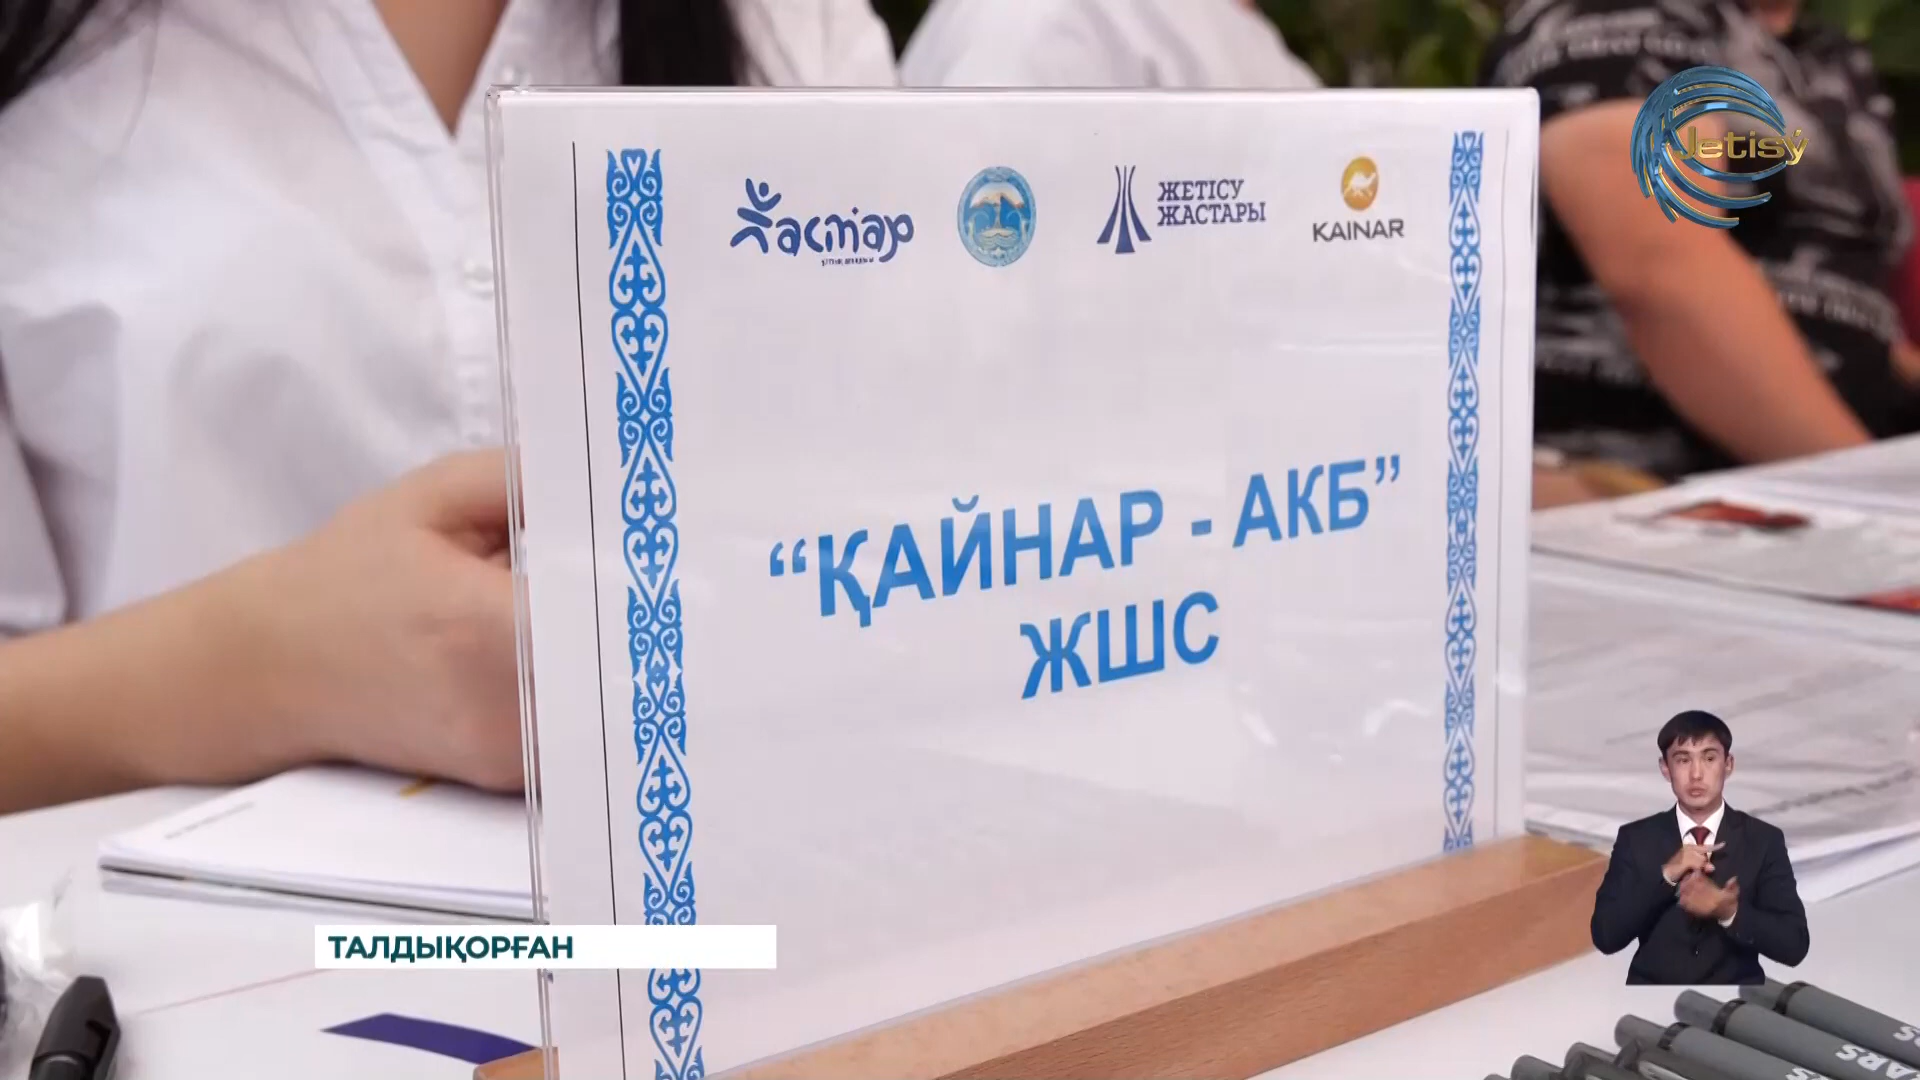 Jetisý
Жастар
ЖЕТІСУ
ЖАСТАРЫ
KAINAR
“ҚАЙНАР - АКБ”
ЖШС
ТАЛДЫҚОРҒАН